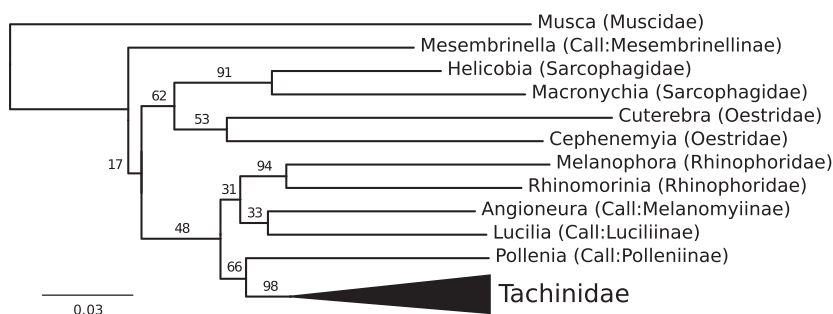 Musca (Muscidae)
Mesembrinella (Call:Mesembrinellinae)
91
Helicobia (Sarcophagidae)
62
Macronychia (Sarcophagidae)
53
Cuterebra (Oestridae)
Cephenemyia (Oestridae)
17
94
Melanophora (Rhinophoridae)
31
Rhinomorinia (Rhinophoridae)
33
Angioneura (Call:Melanomyiinae)
48
Lucilia (Call:Luciliinae)
66
Pollenia (Call:Polleniinae)
98
Tachinidae
0.03